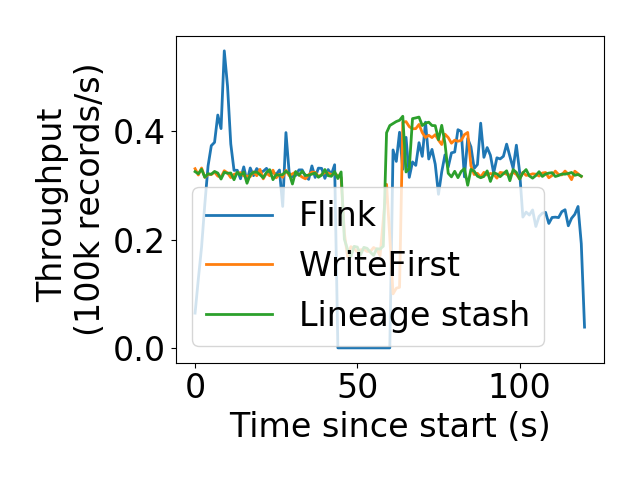 Throughput
(100k records/s)
0.4
0.2
0.0
Flink
WriteFirst
Lineage stash
0 50 100
Time since start (s)